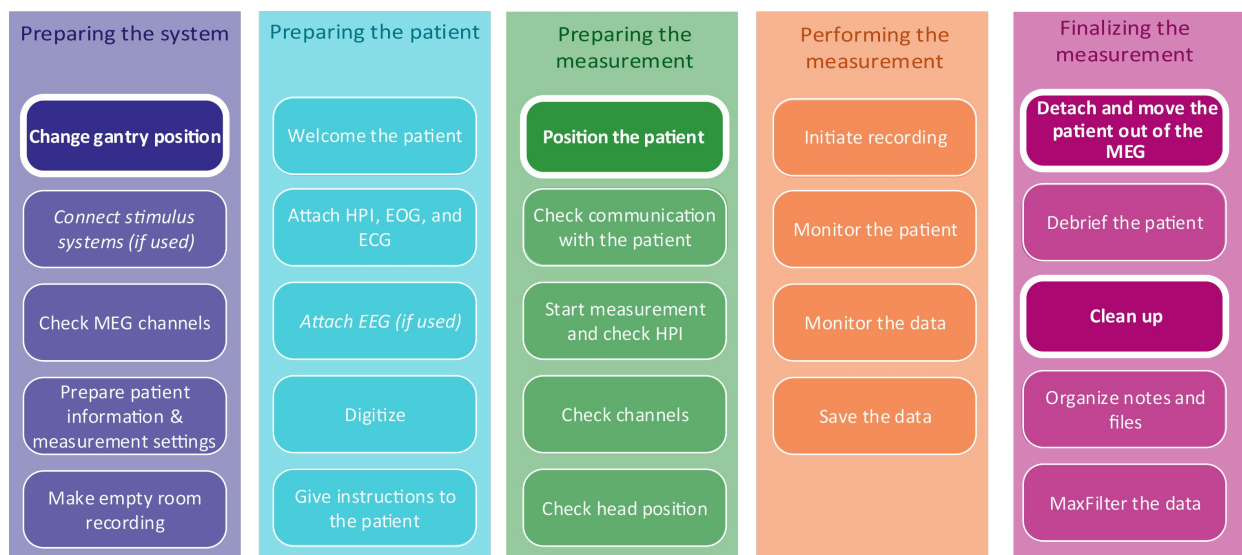 Preparing the system
Change gantry position
Connect stimulus
systems (if used)
Check MEG channels
Prepare patient
information &
measurement settings
Make empty room
recording
Preparing the patient
Welcome the patient
Attach HPI, EOG, and
ECG
Attach EEG (if used)
Digitize
Give instructions to
the patient
Preparing the
measurement
Position the patient
Check communication
with the patient
Start measurement
and check HPI
Check channels
Check head position
Performing the
measurement
Initiate recording
Monitor the patient
Monitor the data
Save the data
Finalizing the
measurement
Detach and move the
patient out of the
MEG
Debrief the patient
Clean up
Organize notes and
files
MaxFilter the data